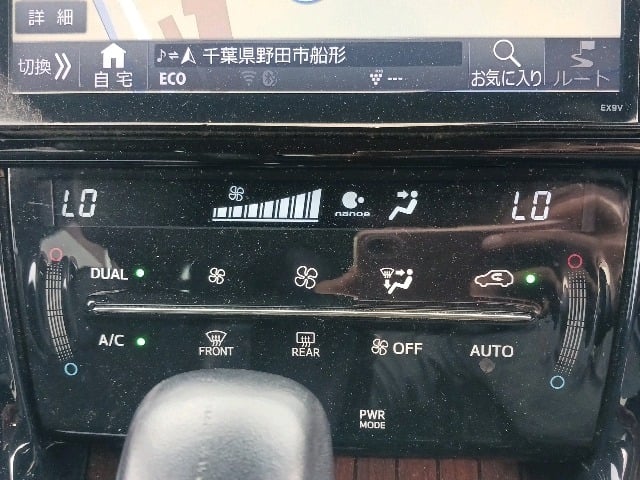 詳細
切換
自宅
千葉県野田市船形
ECO
---
お気に入り
ルート
EX9V
LO
nanoe
LO
DUAL
A/C
FRONT
REAR
OFF
AUTO
PWR
MODE